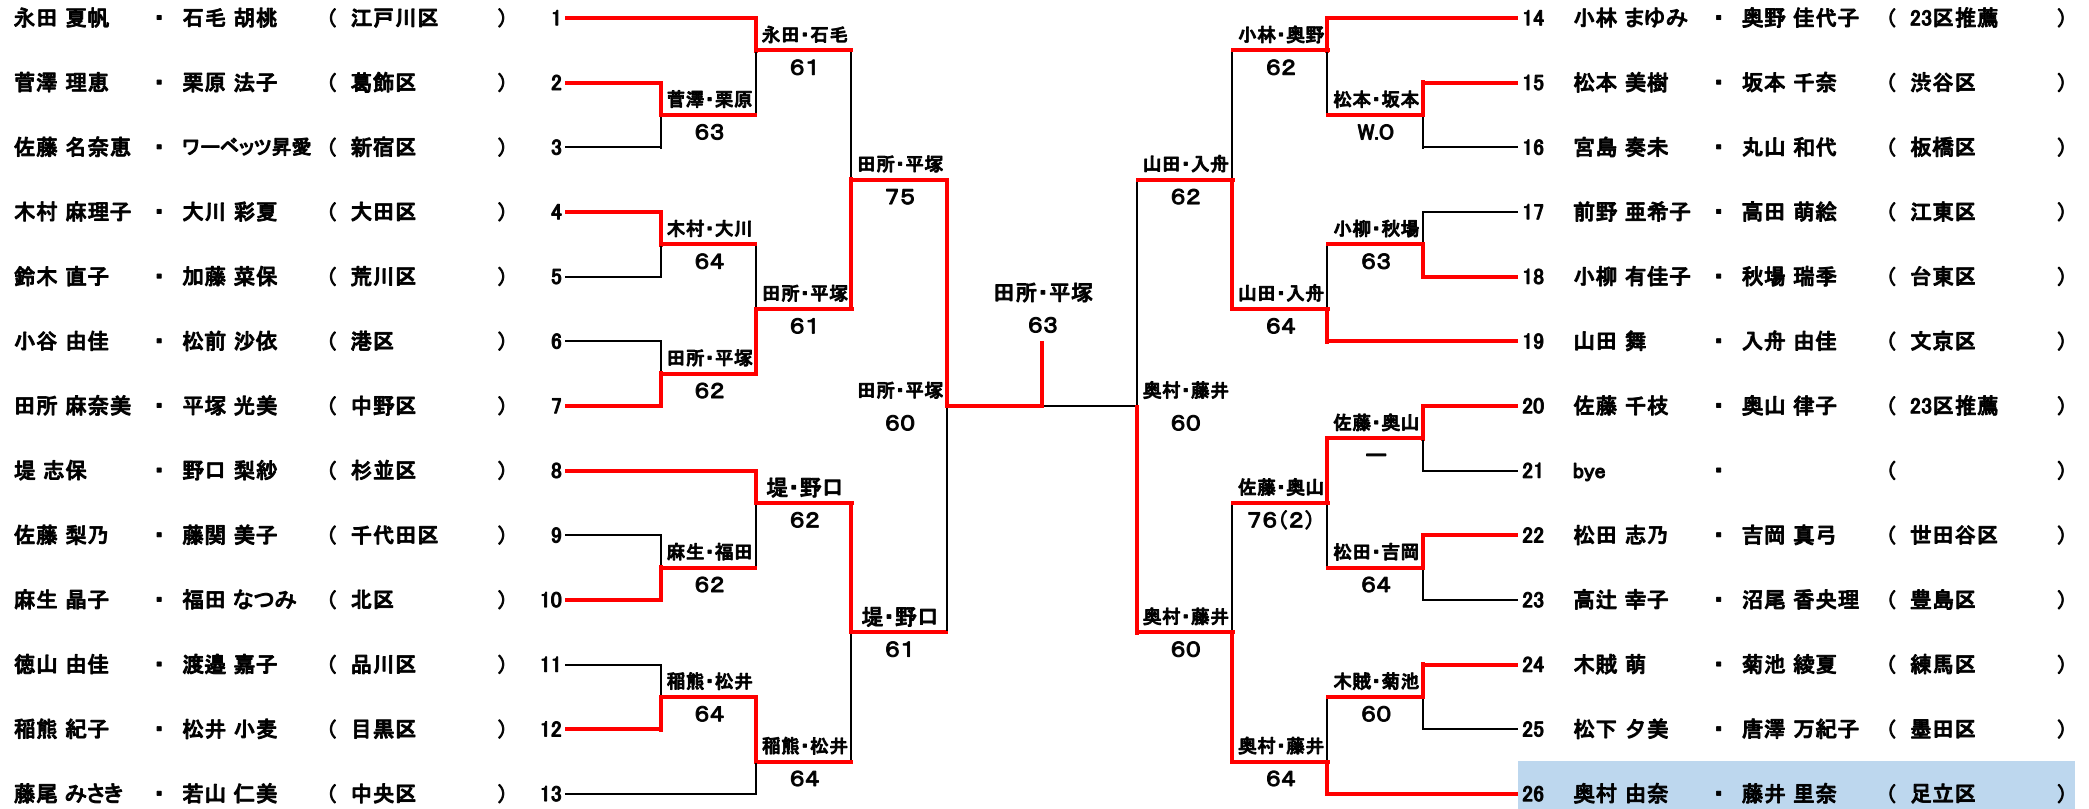 永田 夏帆 ・ 石毛 胡桃 ( 江戸川区 ) 1
菅澤 理恵 ・ 栗原 法子 ( 葛飾区 ) 2
佐藤 名奈恵 ・ ワーベッツ昇愛 ( 新宿区 ) 3
木村 麻理子 ・ 大川 彩夏 ( 大田区 ) 4
鈴木 直子 ・ 加藤 菜保 ( 荒川区 ) 5
小谷 由佳 ・ 松前 沙依 ( 港区 ) 6
田所 麻奈美 ・ 平塚 光美 ( 中野区 ) 7
堤 志保 ・ 野口 梨紗 ( 杉並区 ) 8
佐藤 梨乃 ・ 藤関 美子 ( 千代田区 ) 9
麻生 晶子 ・ 福田 なつみ ( 北区 ) 10
徳山 由佳 ・ 渡邉 嘉子 ( 品川区 ) 11
稲熊 紀子 ・ 松井 小麦 ( 目黒区 ) 12
藤尾 みさき ・ 若山 仁美 ( 中央区 ) 13
菅澤・栗原
63
木村・大川
64
田所・平塚
62
麻生・福田
62
稲熊・松井
64
永田・石毛
61
田所・平塚
61
堤・野口
62
稲熊・松井
64
田所・平塚
75
堤・野口
61
田所・平塚
60
田所・平塚
63
奥村・藤井
60
山田・入舟
62
奥村・藤井
60
小林・奥野
62
山田・入舟
64
佐藤・奥山
76(2)
奥村・藤井
64
松本・坂本
W.O
小柳・秋場
63
佐藤・奥山
ー
松田・吉岡
64
木賊・菊池
60
14 小林 まゆみ ・ 奥野 佳代子 ( 23区推薦 )
15 松本 美樹 ・ 坂本 千奈 ( 渋谷区 )
16 宮島 奏未 ・ 丸山 和代 ( 板橋区 )
17 前野 亜希子 ・ 高田 萌絵 ( 江東区 )
18 小柳 有佳子 ・ 秋場 瑞季 ( 台東区 )
19 山田 舞 ・ 入舟 由佳 ( 文京区 )
20 佐藤 千枝 ・ 奥山 律子 ( 23区推薦 )
21 bye ・ ( )
22 松田 志乃 ・ 吉岡 真弓 ( 世田谷区 )
23 高辻 幸子 ・ 沼尾 香央理 ( 豊島区 )
24 木賊 萌 ・ 菊池 綾夏 ( 練馬区 )
25 松下 夕美 ・ 唐澤 万紀子 ( 墨田区 )
26 奥村 由奈 ・ 藤井 里奈 ( 足立区 )